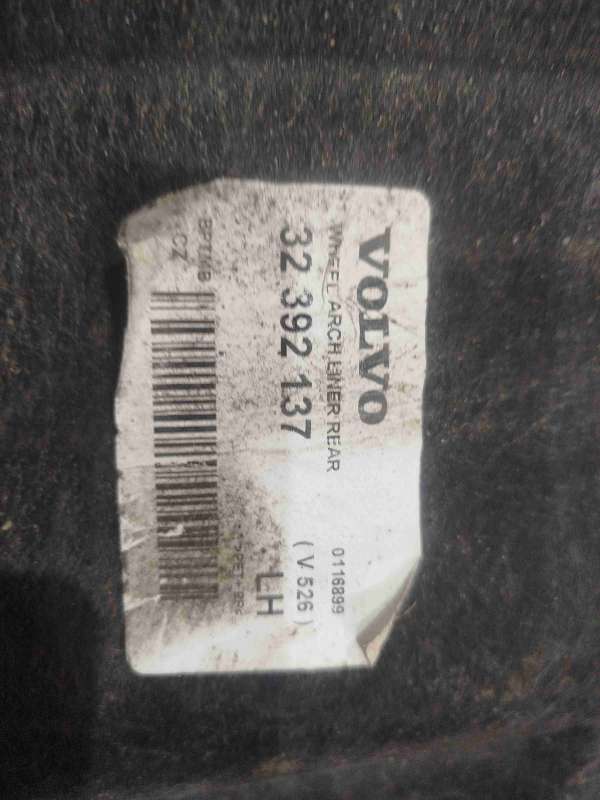 VOLVO
WHEEL ARCH LINER REAR 0116899
32 392 137 (V.526)
LH
CZ